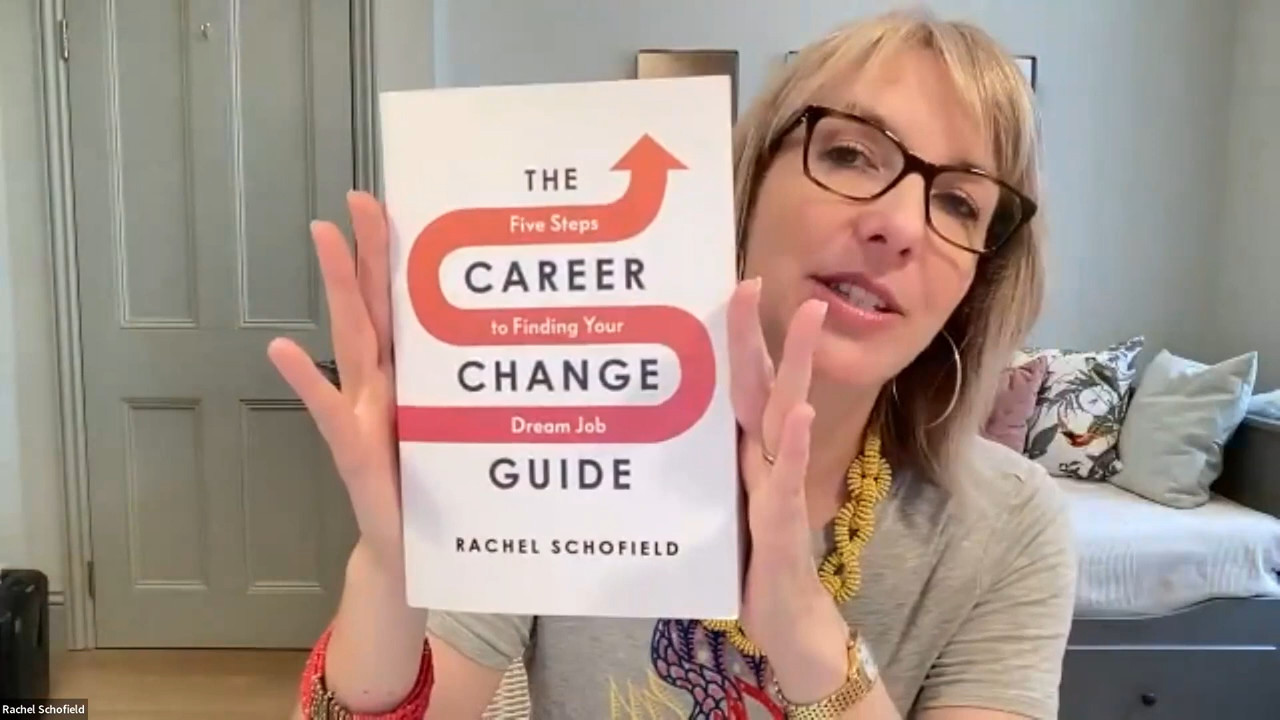 THE
Five Steps
CAREER
to Finding Your
CHANGE
Dream Job
GUIDE
RACHEL SCHOFIELD
Rachel Schofield